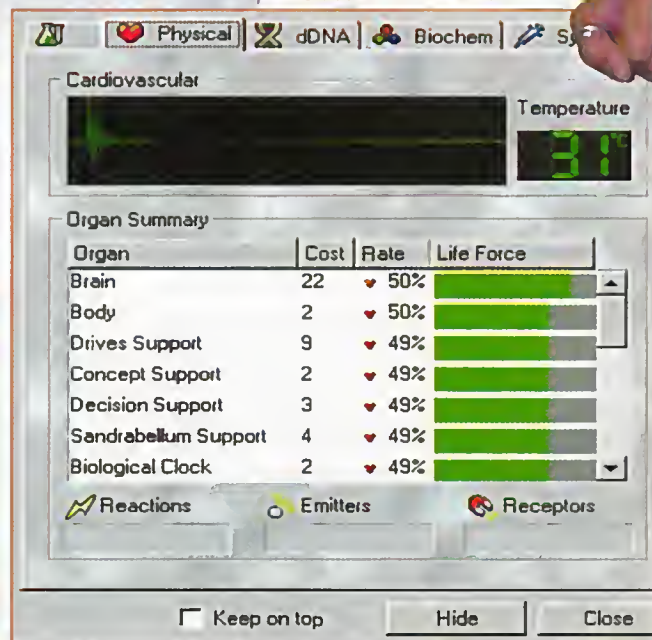 Physical dDNA Biochem
Cardiovascular
Temperature
31°C
Organ Summary
Organ Cost Rate Life Force
Brain 22 50%
Body 2 50%
Drives Support 9 49%
Concept Support 2 49%
Decision Support 3 49%
Sandrabellum Support 4 49%
Biological Clock 2 49%
Reactions Emitters Receptors
Keep on top Hide Close